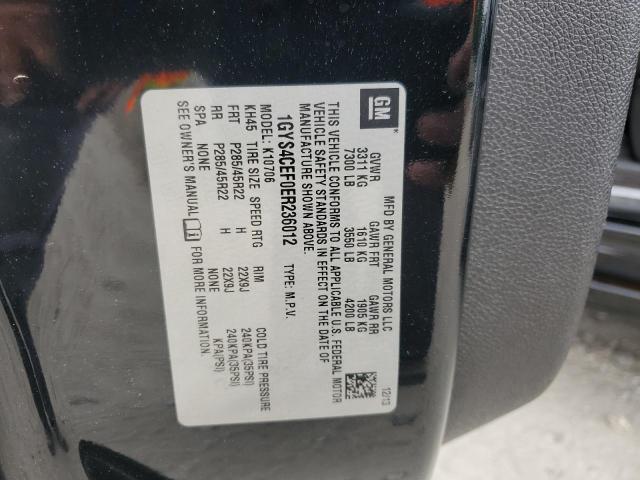 GM
MFD BY GENERAL MOTORS LLC
12/13
GVWR GAWR FRT GAWR RR
3311 KG 1610 KG 1905 KG
7300 LB 3550 LB 4200 LB
THIS VEHICLE CONFORMS TO ALL APPLICABLE U.S. FEDERAL MOTOR
VEHICLE SAFETY STANDARDS IN EFFECT ON THE DATE OF
MANUFACTURE SHOWN ABOVE.
1GYS4CEF0ER236012 TYPE: M.P.V.
MODEL: K10706
KH45 TIRE SIZE SPEED RTG RIM COLD TIRE PRESSURE
FRT P285/45R22 H 22X9J 240KPA(35PSI)
RR P285/45R22 H 22X9J 240KPA(35PSI)
SPA NONE NONE KPA(PSI)
SEE OWNER'S MANUAL i FOR MORE INFORMATION